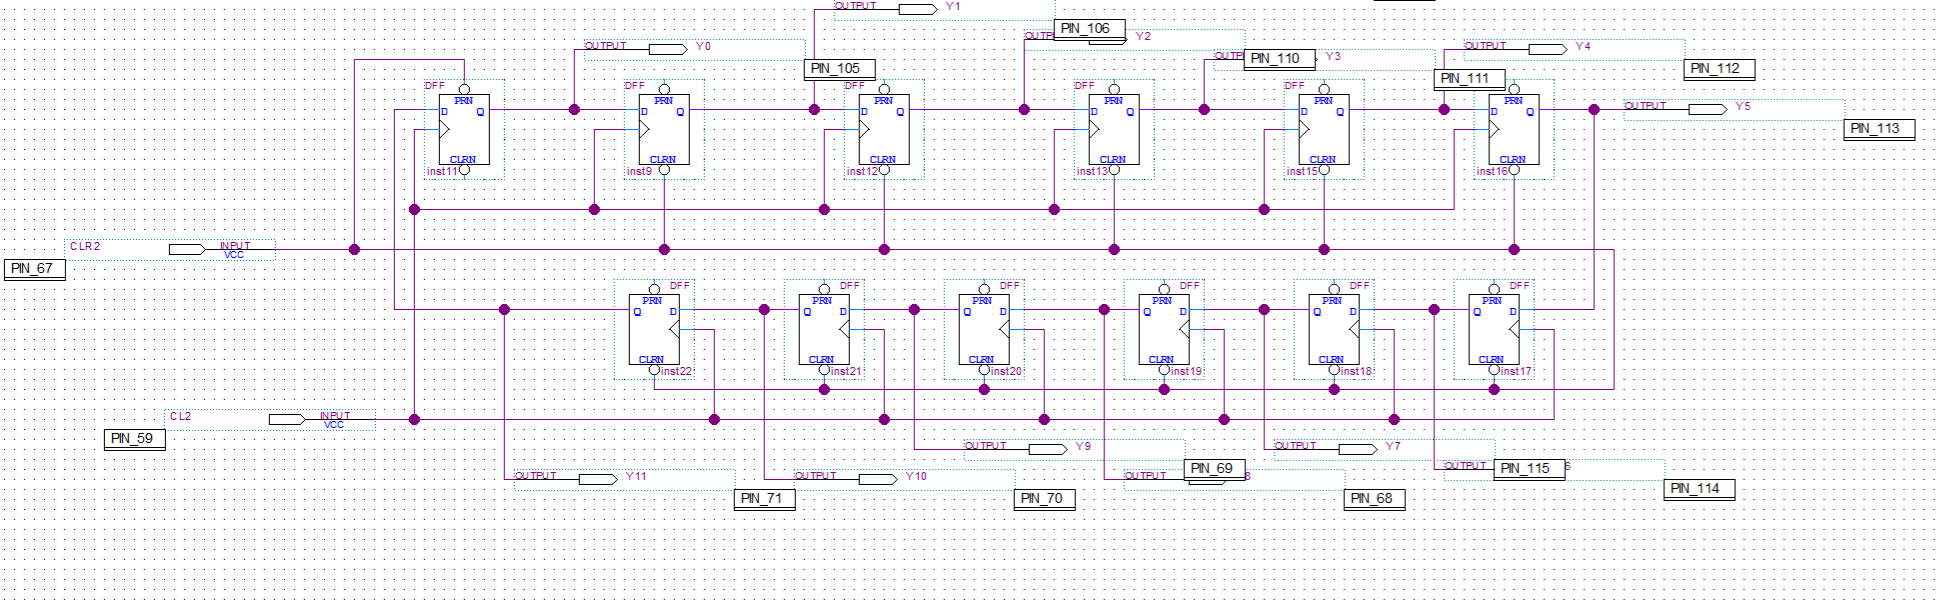 OUTPUT Y1
PIN_106
OUTPUT Y0
OUTP Y2
OUTPUT Y4
OUTP PIN_110 Y3
PIN_105
PIN_112
PIN_111
DFF DFF DFF DFF DFF
PRN PRN PRN PRN PRN PRN
D Q D Q D Q D Q D Q D Q
OUTPUT Y5
PIN_113
CLRN CLRN CLRN CLRN CLRN CLRN
inst11 inst9 inst12 inst13 inst15 inst16
CLR2 INPUT
VCC
PIN_67
DFF DFF DFF DFF DFF DFF
PRN PRN PRN PRN PRN PRN
Q D Q D Q D Q D Q D Q D
CLRN CLRN CLRN CLRN CLRN CLRN
inst22 inst21 inst20 inst19 inst18 inst17
CL2 INPUT
VCC
PIN_59
OUTPUT Y9 OUTPUT Y7
PIN_69 OUTPUT PIN_115 6
OUTPUT Y11 OUTPUT Y10 OUTPUT 8
PIN_114
PIN_71 PIN_70 PIN_68